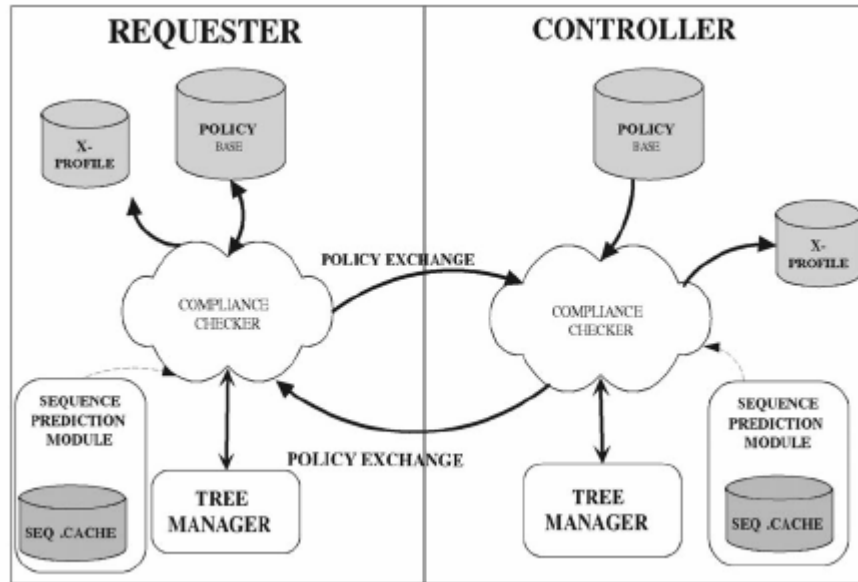 REQUESTER
CONTROLLER
POLICY
BASE
X-
PROFILE
POLICY
BASE
X-
PROFILE
POLICY EXCHANGE
COMPLIANCE
CHECKER
COMPLIANCE
CHECKER
SEQUENCE
PREDICTION
MODULE
SEQUENCE
PREDICTION
MODULE
POLICY EXCHANGE
TREE
MANAGER
TREE
MANAGER
SEQ .CACHE
SEQ .CACHE